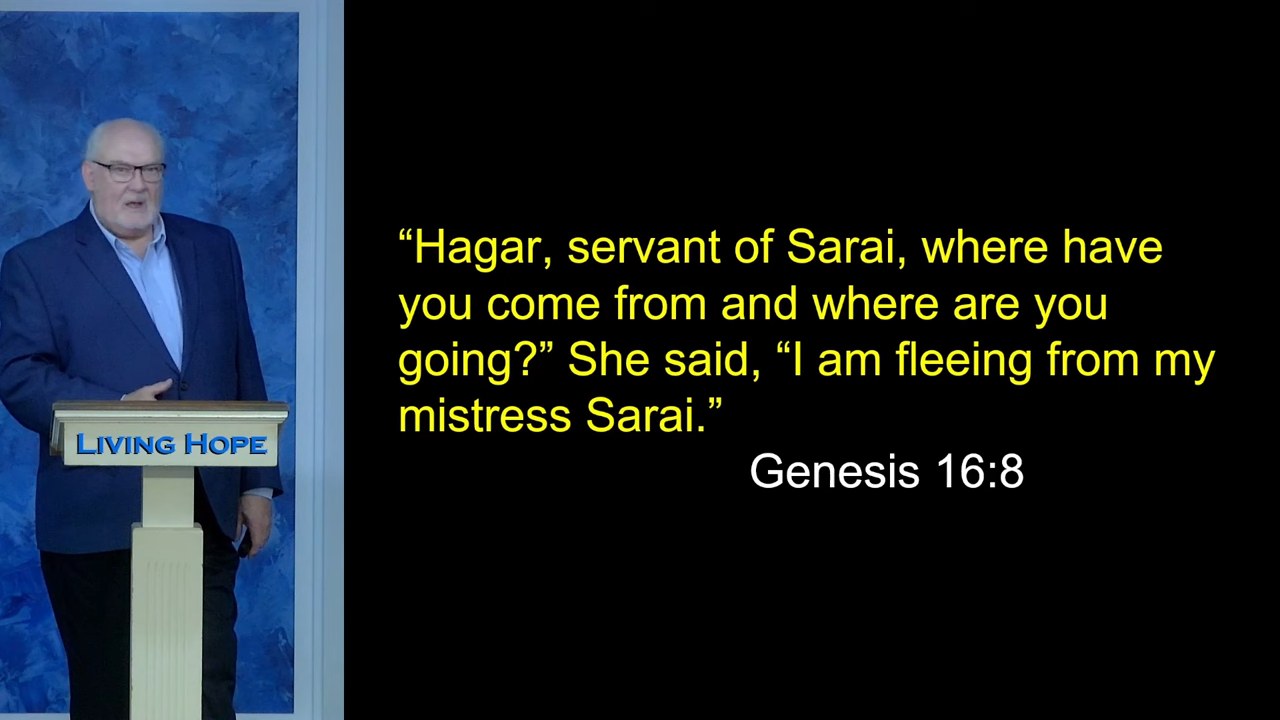 LIVING HOPE
“Hagar, servant of Sarai, where have
you come from and where are you
going?” She said, “I am fleeing from my
mistress Sarai.”
Genesis 16:8